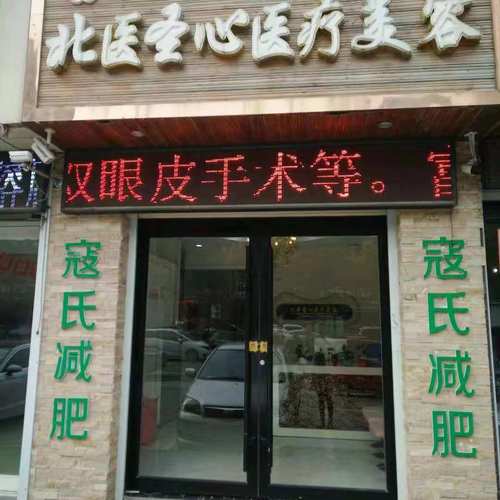 北医圣心医疗美容
双眼皮手术等。
寇氏减肥
寇氏减肥